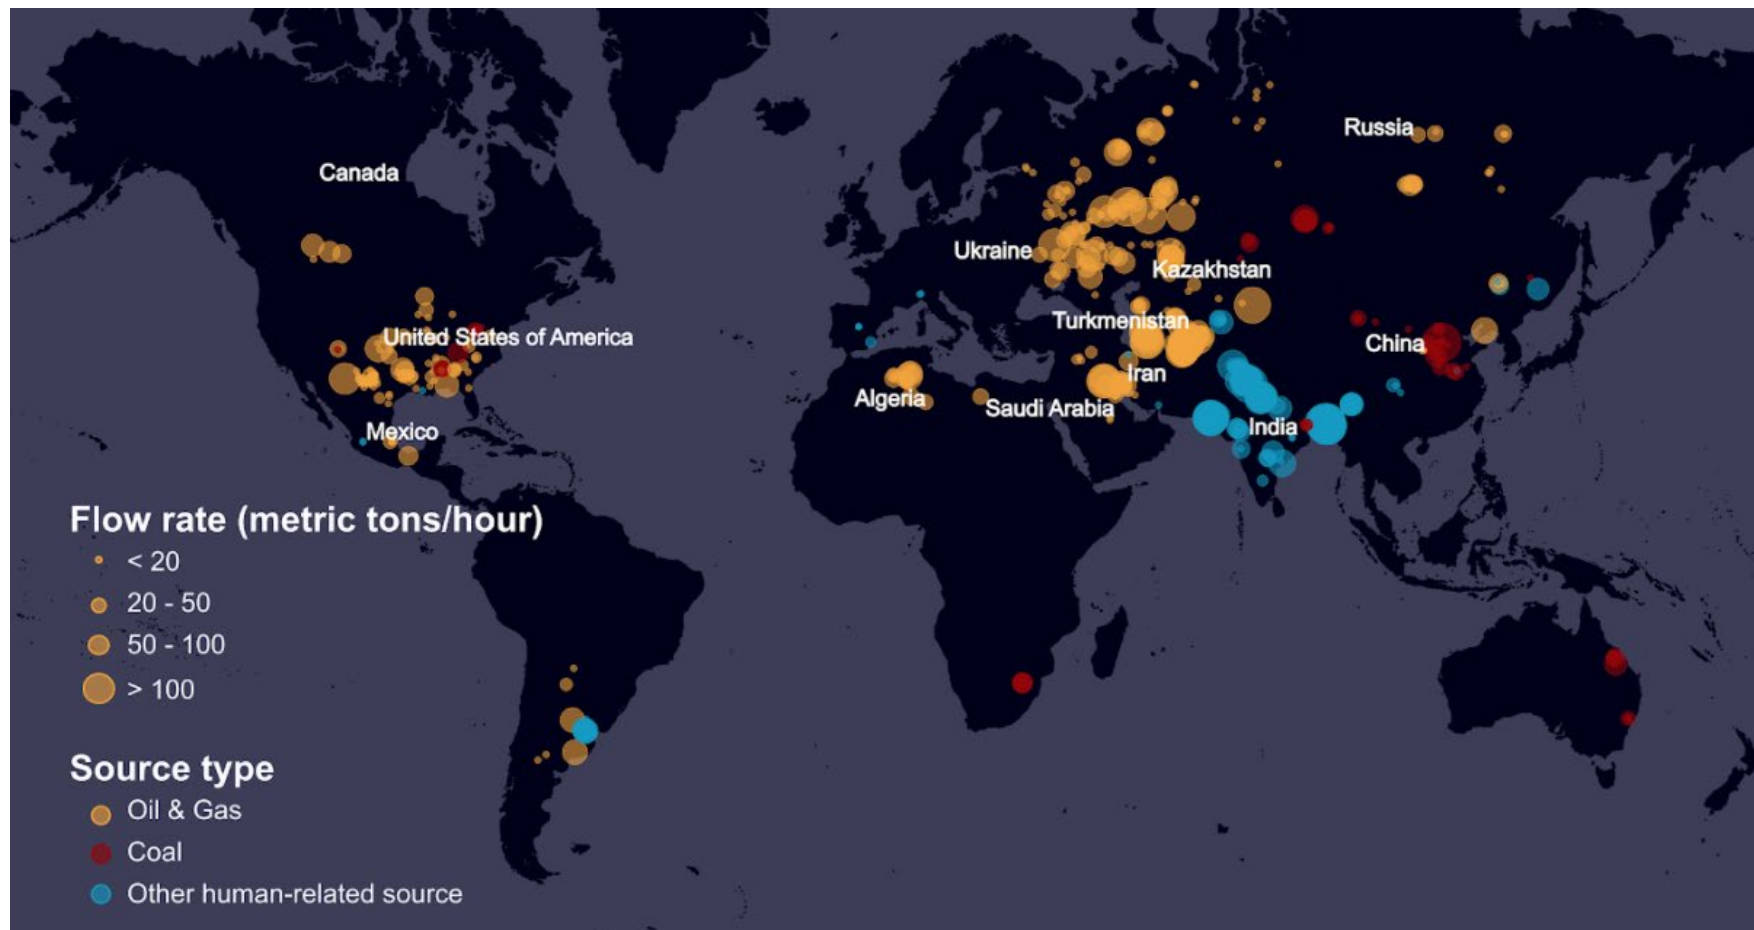 Russia
Canada
Ukraine
Kazakhstan
Turkmenistan
United States of America
China
Iran
Algeria
Saudi Arabia
India
Mexico
Flow rate (metric tons/hour)
< 20
20 - 50
50 - 100
> 100
Source type
Oil & Gas
Coal
Other human-related source